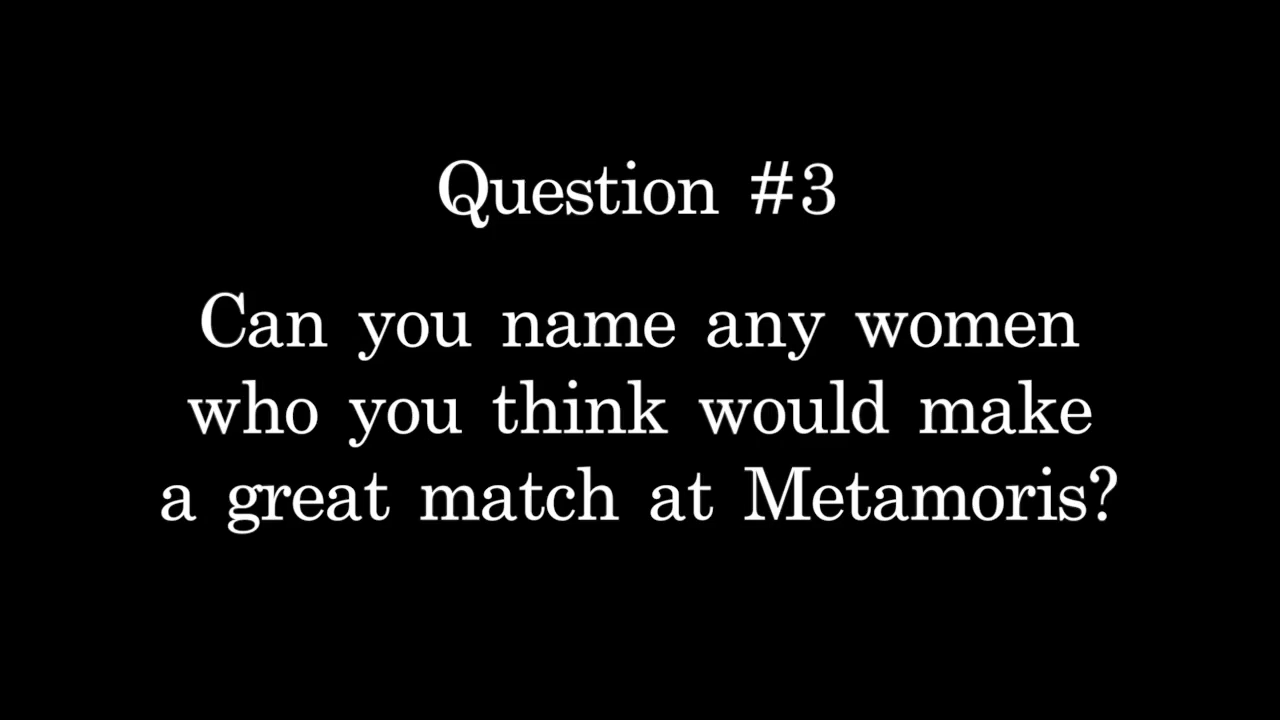 Question #3
Can you name any women
who you think would make
a great match at Metamoris?